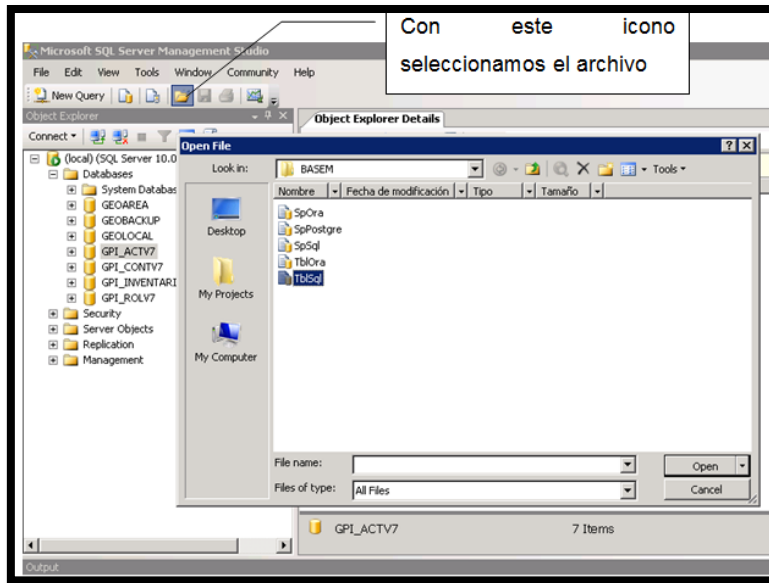 Con este icono
seleccionamos el archivo
Microsoft SQL Server Management Studio
File Edit View Tools Window Community Help
New Query
Object Explorer
Object Explorer Details
Connect
(local) (SQL Server 10.0
Databases
System Databas
GEOAREA
GEOBACKUP
GEOLOCAL
GPI_ACTV7
GPI_CONTV7
GPI_INVENTARI
GPI_ROLV7
Security
Server Objects
Replication
Management
Open File
Look in: BASEM Tools
Nombre Fecha de modificación Tipo Tamaño
Desktop
My Projects
My Computer
SpOra
SpPostgre
SpSql
TblOra
TblSql
File name: Open
Files of type: All Files Cancel
GPI_ACTV7 7 Items
Output